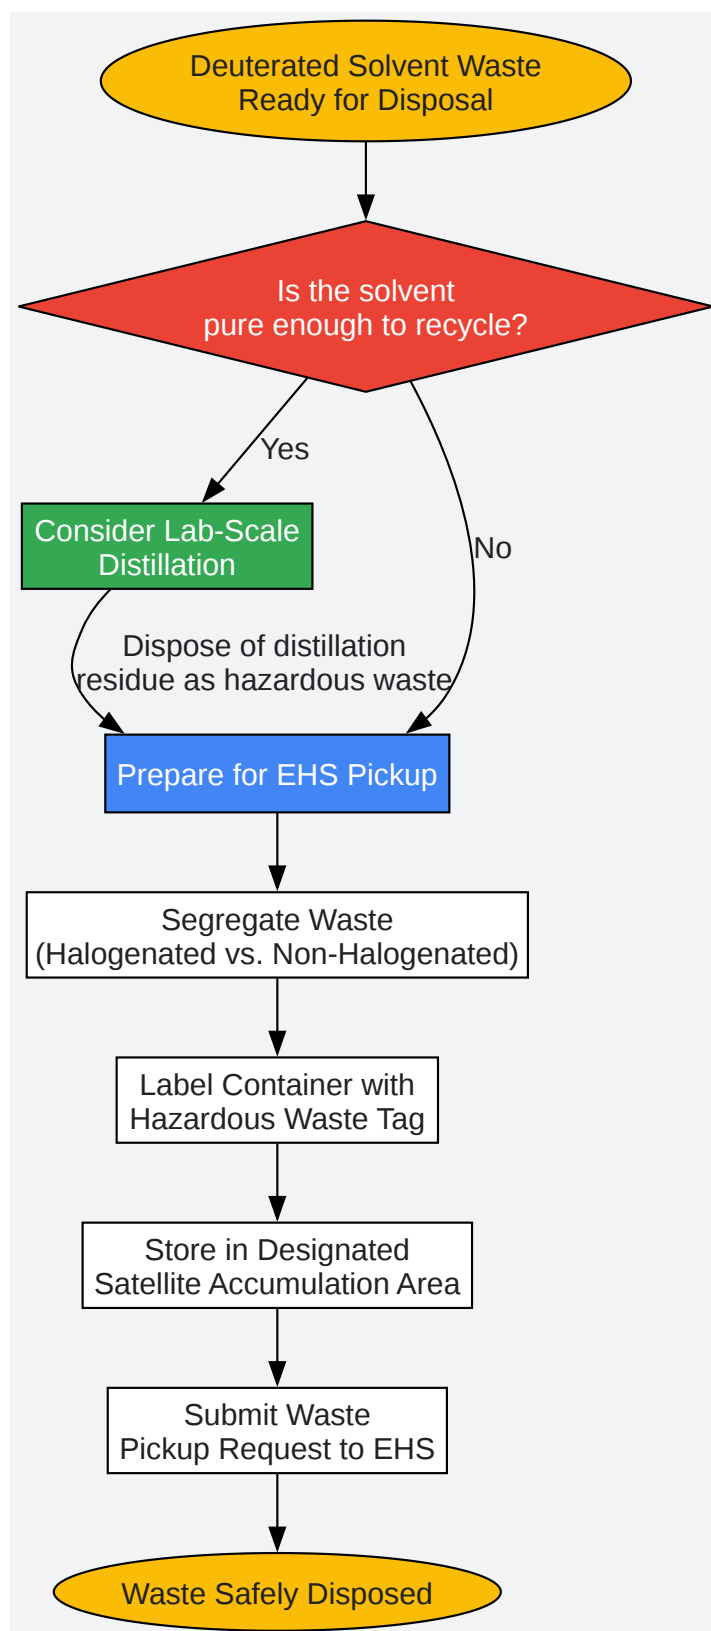 Deuterated Solvent Waste
Ready for Disposal
Is the solvent
pure enough to recycle?
Yes
Consider Lab-Scale
Distillation
No
Dispose of distillation
residue as hazardous waste
Prepare for EHS Pickup
Segregate Waste
(Halogenated vs. Non-Halogenated)
Label Container with
Hazardous Waste Tag
Store in Designated
Satellite Accumulation Area
Submit Waste
Pickup Request to EHS
Waste Safely Disposed